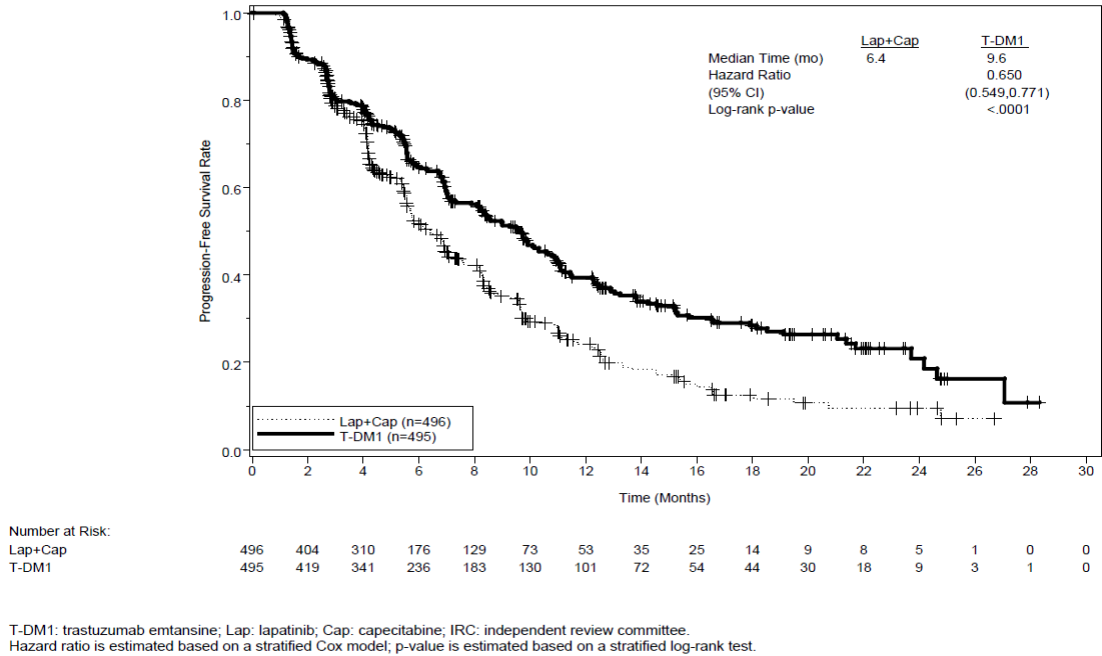 Lap+Cap T-DM1
Median Time (mo) 6.4 9.6
Hazard Ratio 0.650
(95% CI) (0.549,0.771)
Log-rank p-value <.0001
Progression-Free Survival Rate
1.0
0.8
0.6
0.4
0.2
0.0
Lap+Cap (n=496)
T-DM1 (n=495)
0 2 4 6 8 10 12 14 16 18 20 22 24 26 28 30
Time (Months)
Number at Risk:
Lap+Cap 496 404 310 176 129 73 53 35 25 14 9 8 5 1 0 0
T-DM1 495 419 341 236 183 130 101 72 54 44 30 18 9 3 1 0
T-DM1: trastuzumab emtansine; Lap: lapatinib; Cap: capecitabine; IRC: independent review committee.
Hazard ratio is estimated based on a stratified Cox model; p-value is estimated based on a stratified log-rank test.